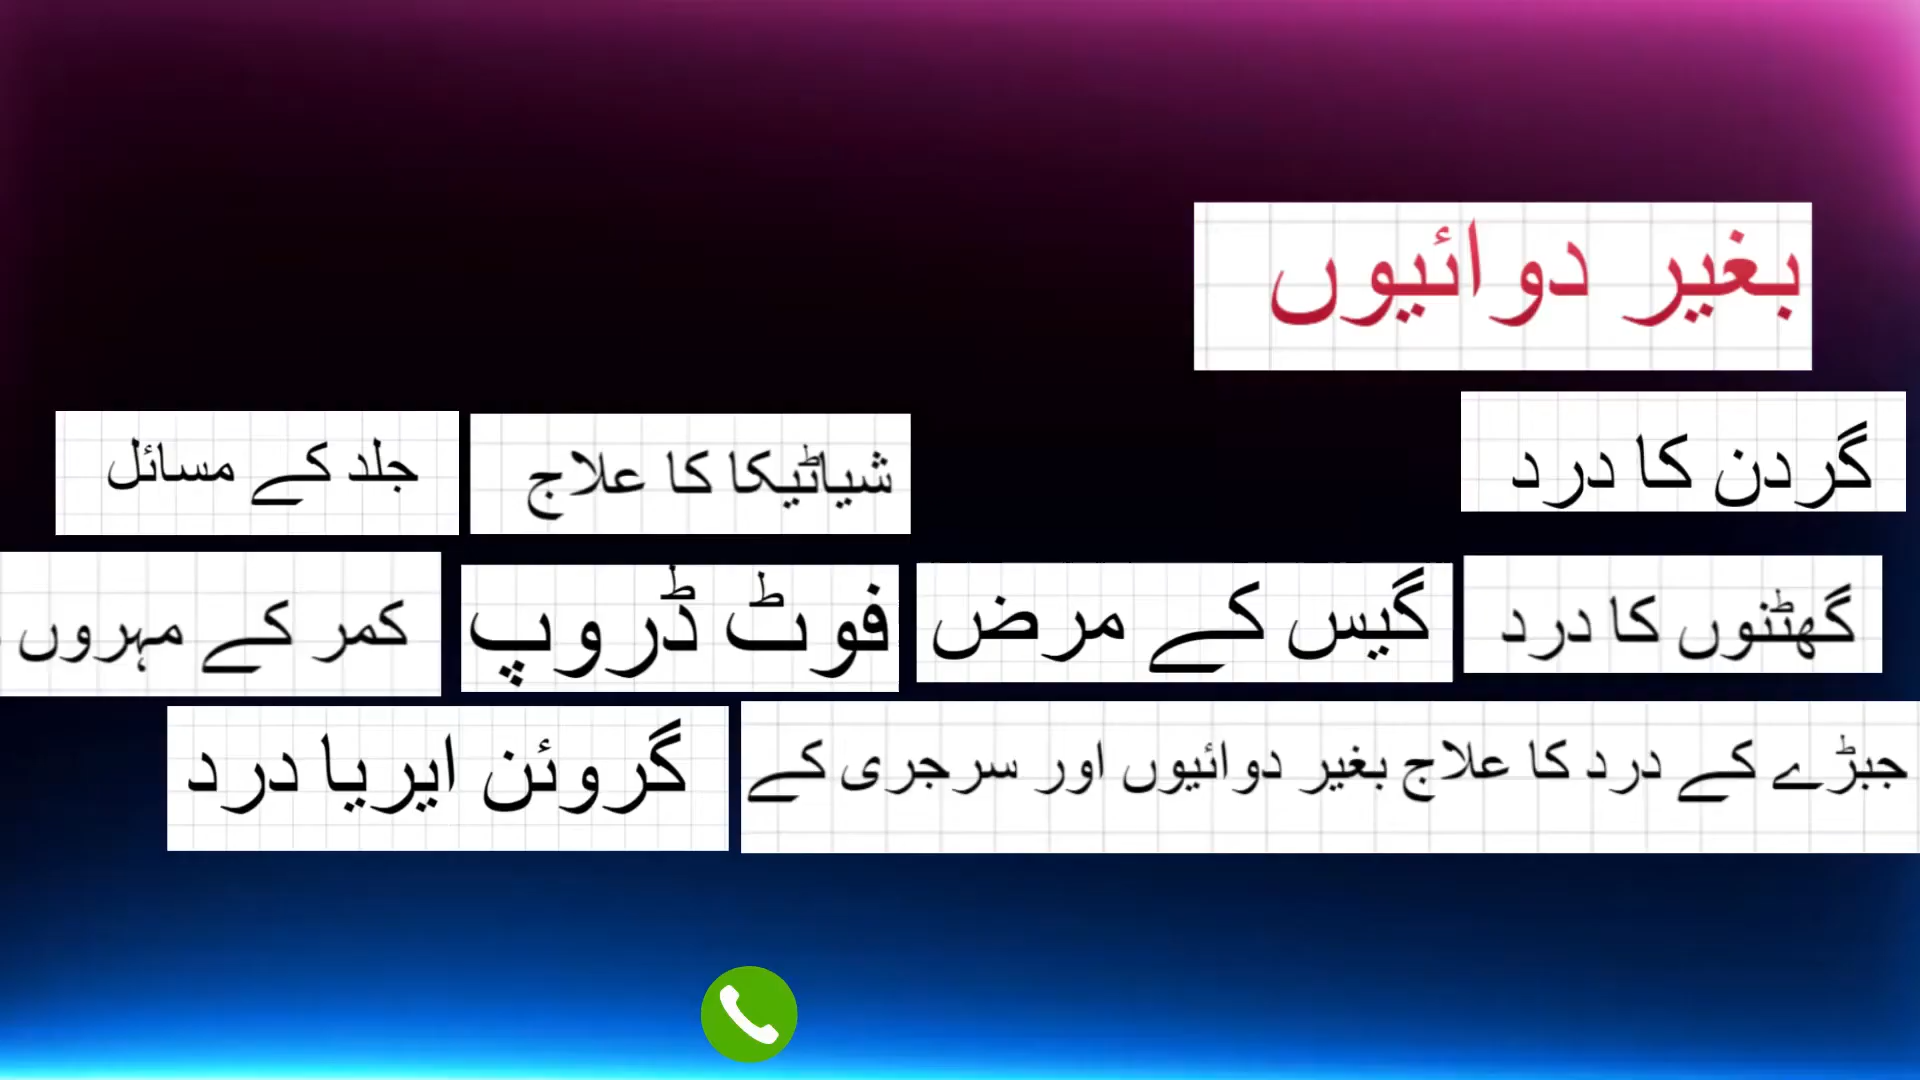 بغیر دوائیوں
گردن کا درد
شیاٹیکا کا علاج
جلد کے مسائل
گھٹنوں کا درد
گیس کے مرض
فوٹ ڈروپ
کمر کے مہروں
جبڑے کے درد کا علاج بغیر دوائیوں اور سرجری کے
گروئن ایریا درد